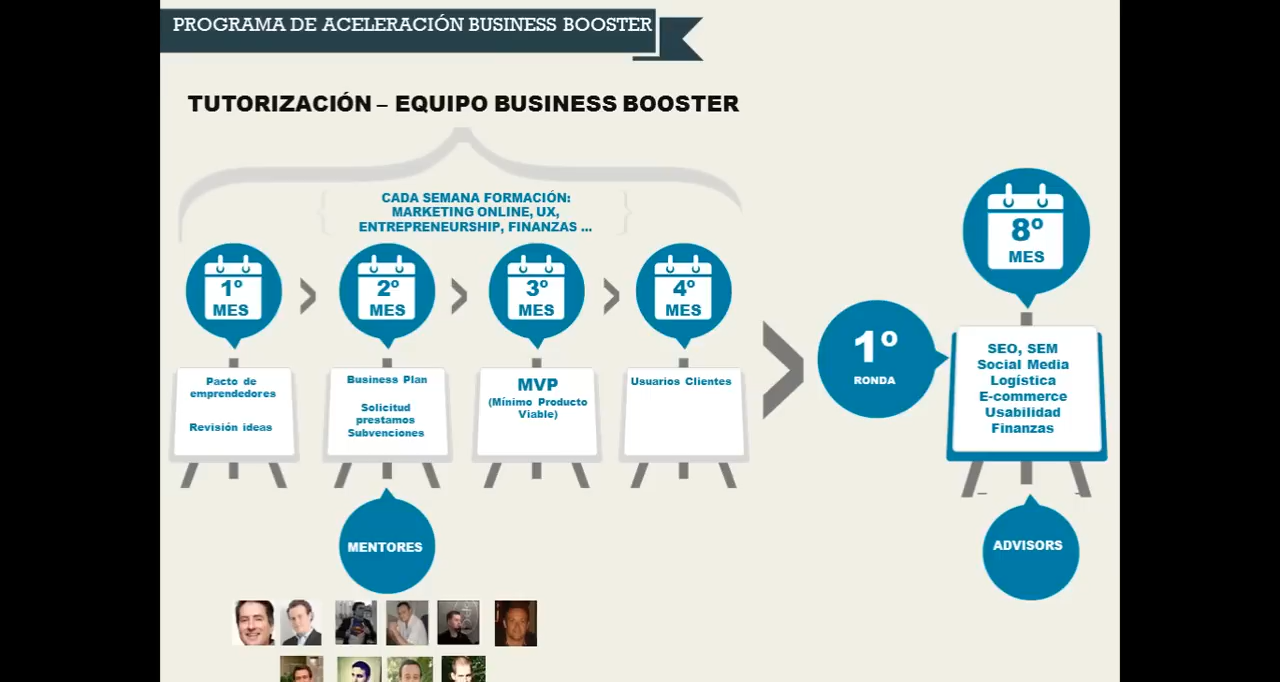 PROGRAMA DE ACELERACIÓN BUSINESS BOOSTER
TUTORIZACIÓN – EQUIPO BUSINESS BOOSTER
CADA SEMANA FORMACIÓN:
MARKETING ONLINE, UX,
ENTREPRENEURSHIP, FINANZAS ...
1º
MES
2º
MES
3º
MES
4º
MES
8º
MES
Pacto de
emprendedores
Revisión ideas
Business Plan
Solicitud
prestamos
Subvenciones
MVP
(Mínimo Producto
Viable)
Usuarios Clientes
1º
RONDA
SEO, SEM
Social Media
Logística
E-commerce
Usabilidad
Finanzas
MENTORES
ADVISORS